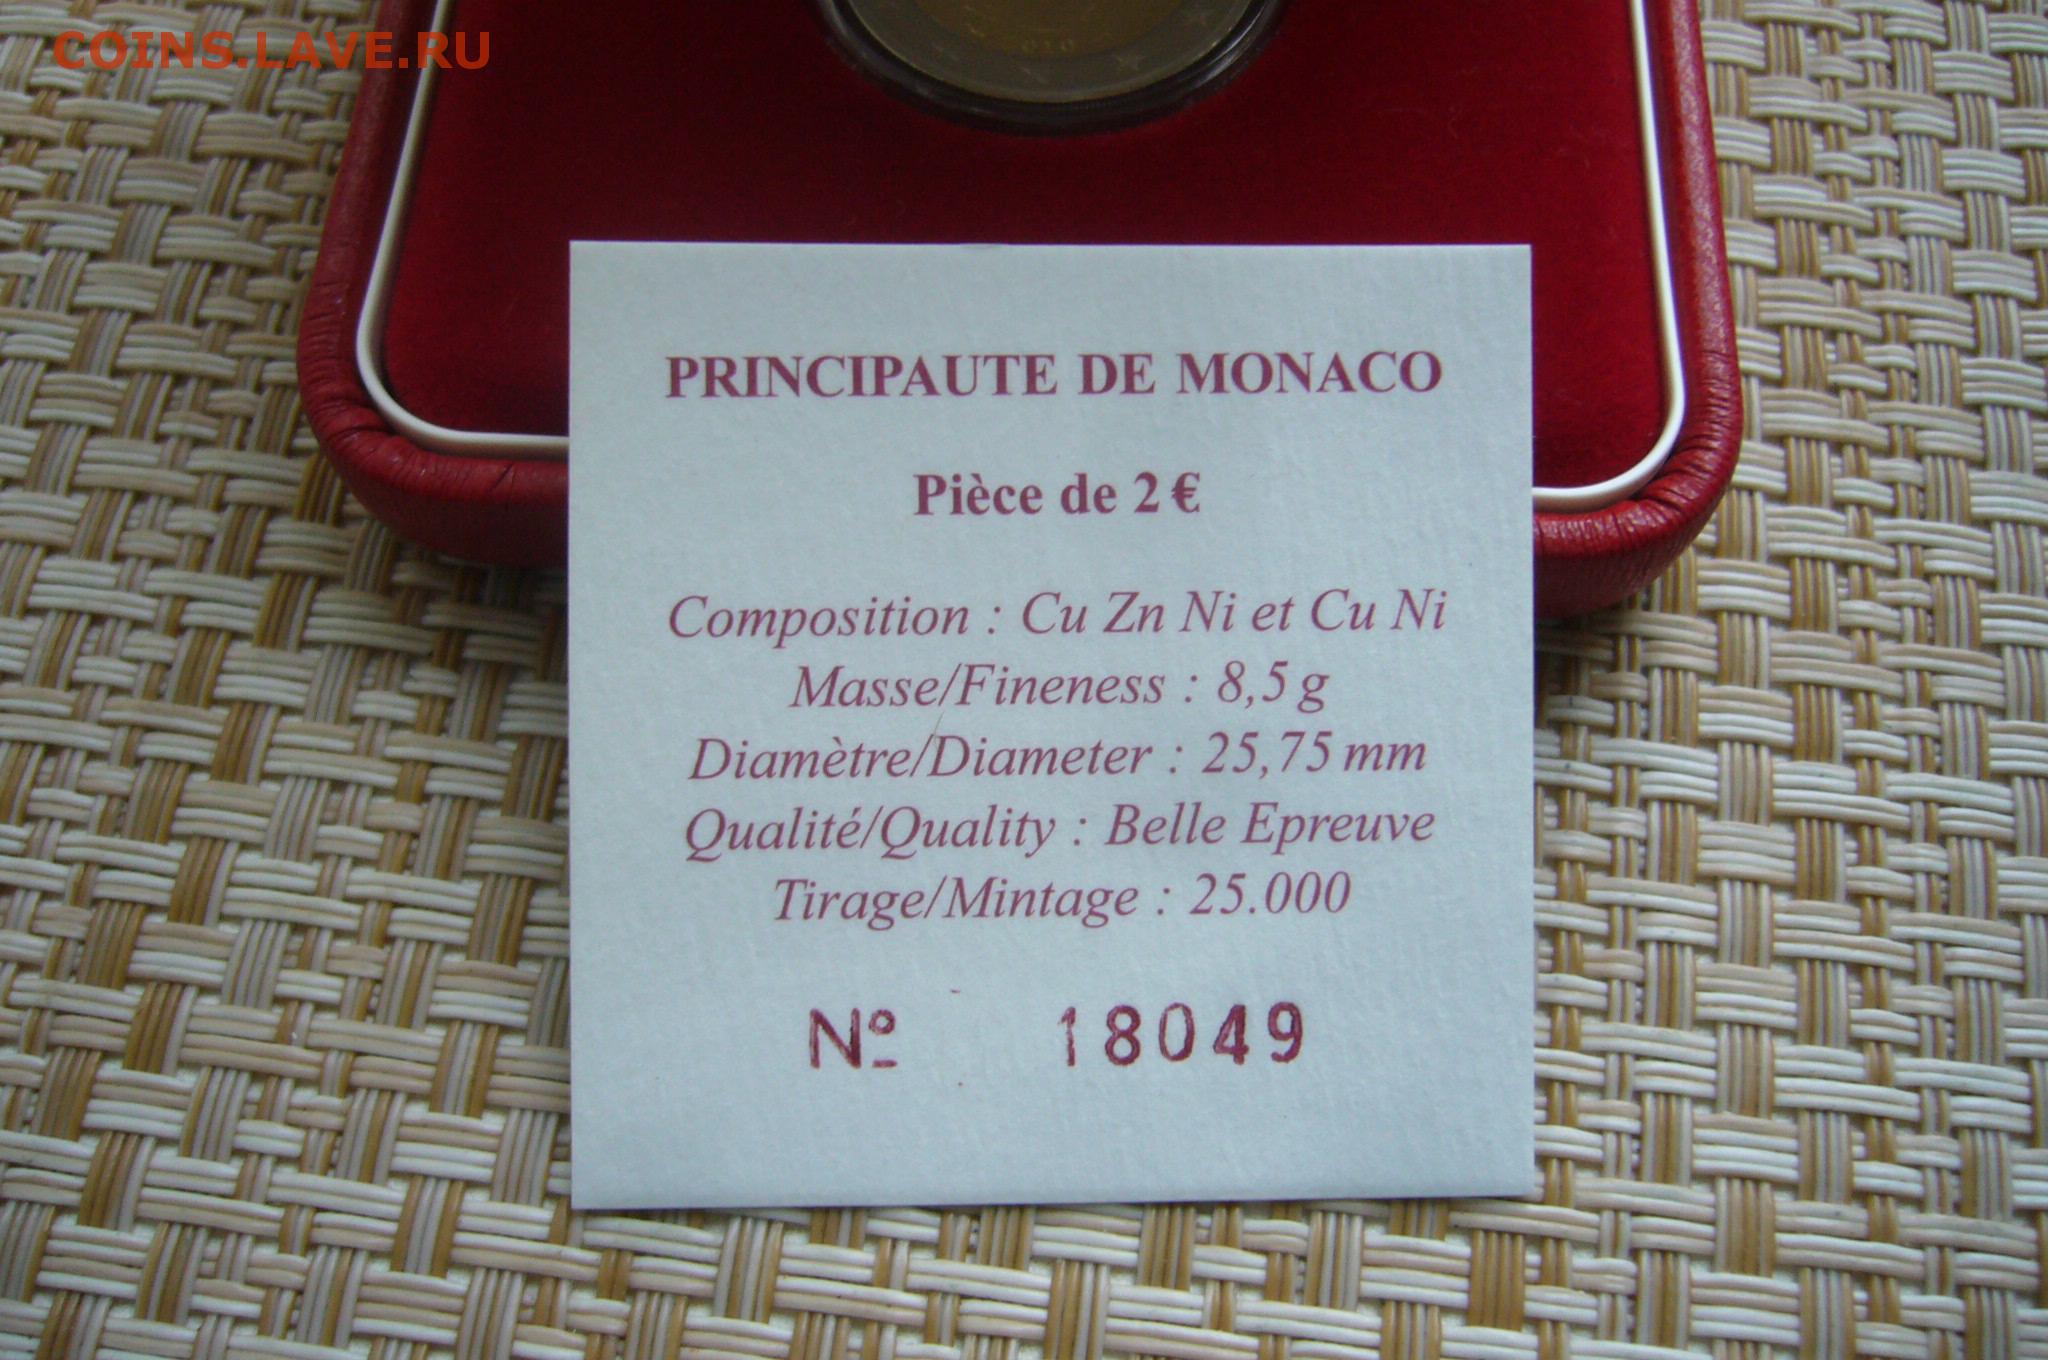 COINS.LAVE.RU
PRINCIPAUTE DE MONACO
Pièce de 2 €
Composition : Cu Zn Ni et Cu Ni
Masse/Fineness : 8,5 g
Diamètre/Diameter : 25,75 mm
Qualité/Quality : Belle Epreuve
Tirage/Mintage : 25.000
Nº 18049